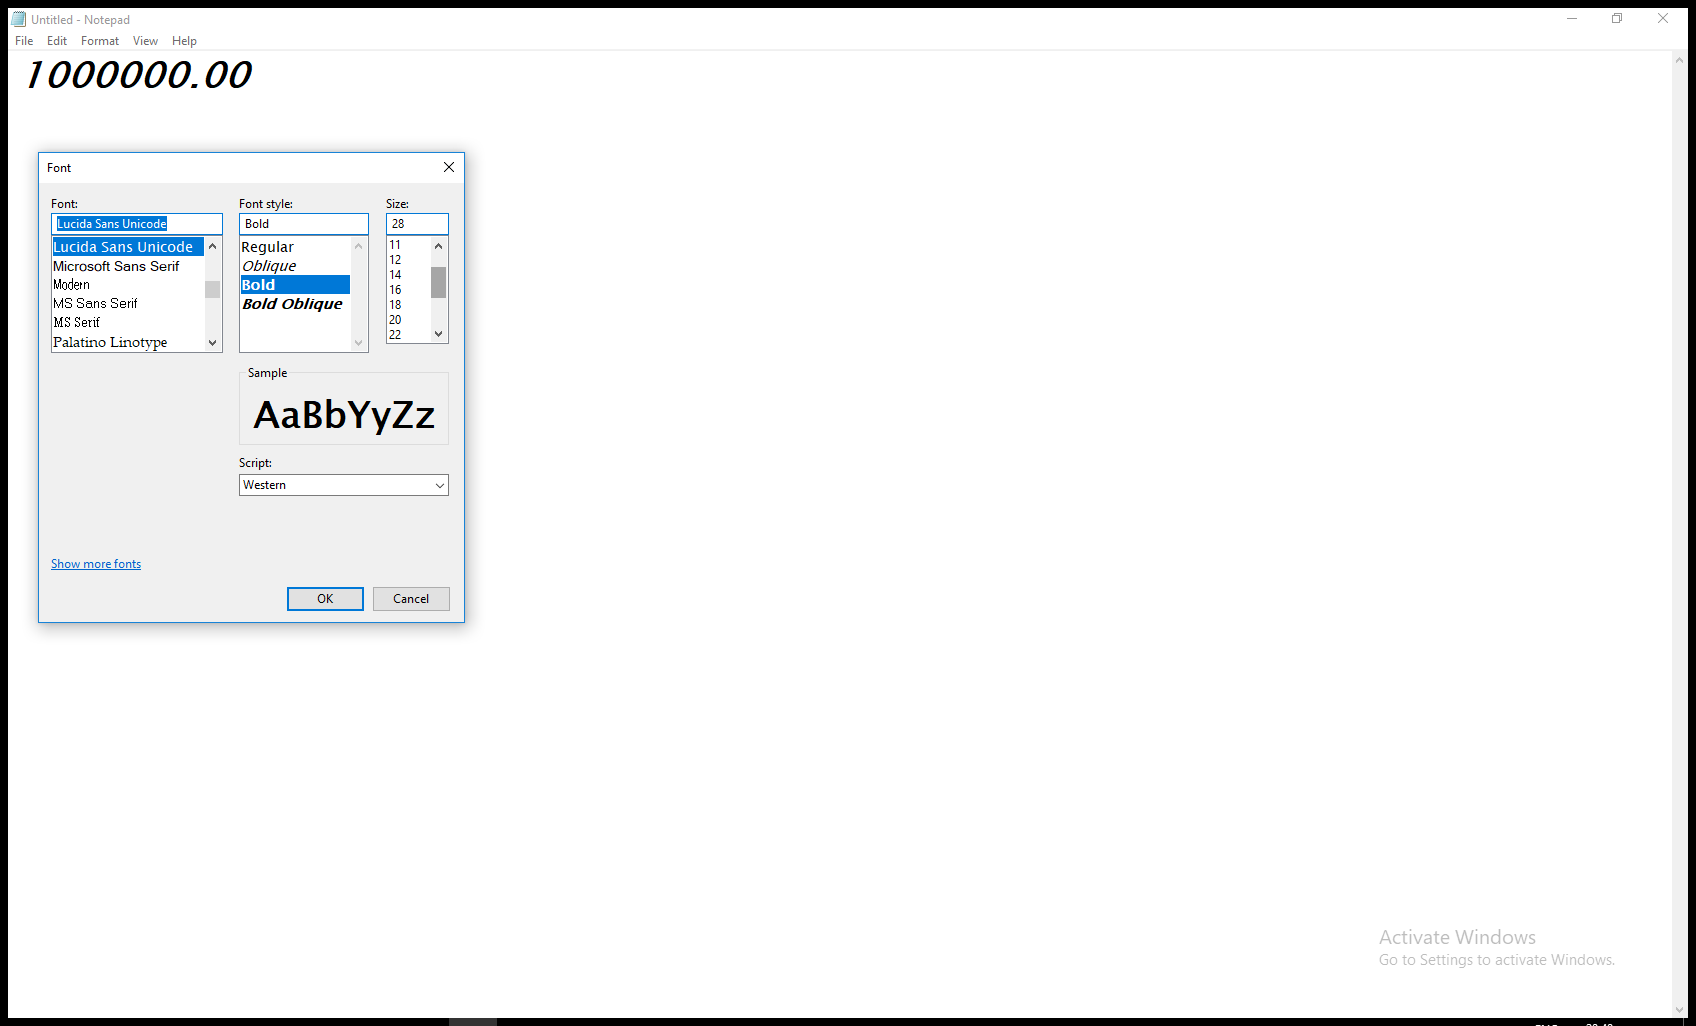 Untitled - Notepad
File Edit Format View Help
1000000.00
Font
Font:
Lucida Sans Unicode
Lucida Sans Unicode
Microsoft Sans Serif
Modern
MS Sans Serif
MS Serif
Palatino Linotype
Font style:
Bold
Regular
Oblique
Bold
Bold Oblique
Size:
28
11
12
14
16
18
20
22
Sample
AaBbYyZz
Script:
Western
Show more fonts
OK Cancel
Activate Windows
Go to Settings to activate Windows.